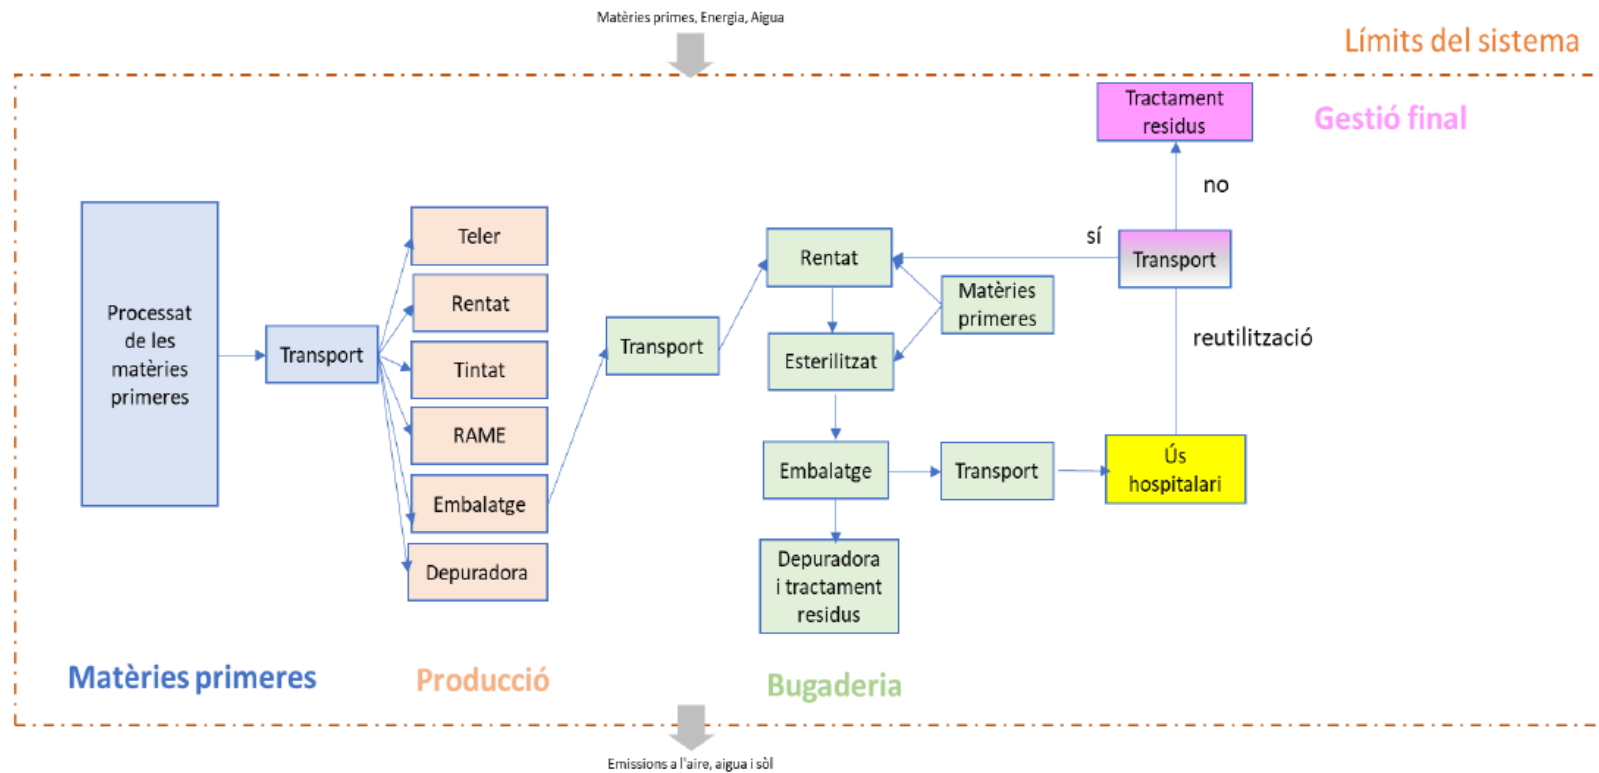 Matèries primes, Energia, Aigua
Límits del sistema
Tractament
residus
Gestió final
no
sí
Transport
reutilització
Processat
de les
matèries
primeres
Transport
Teler
Rentat
Tintat
RAME
Embalatge
Depuradora
Transport
Rentat
Matèries
primeres
Esterilitzat
Embalatge
Transport
Ús
hospitalari
Depuradora
i tractament
residus
Matèries primeres
Producció
Bugaderia
Emissions a l'aire, aigua i sòl